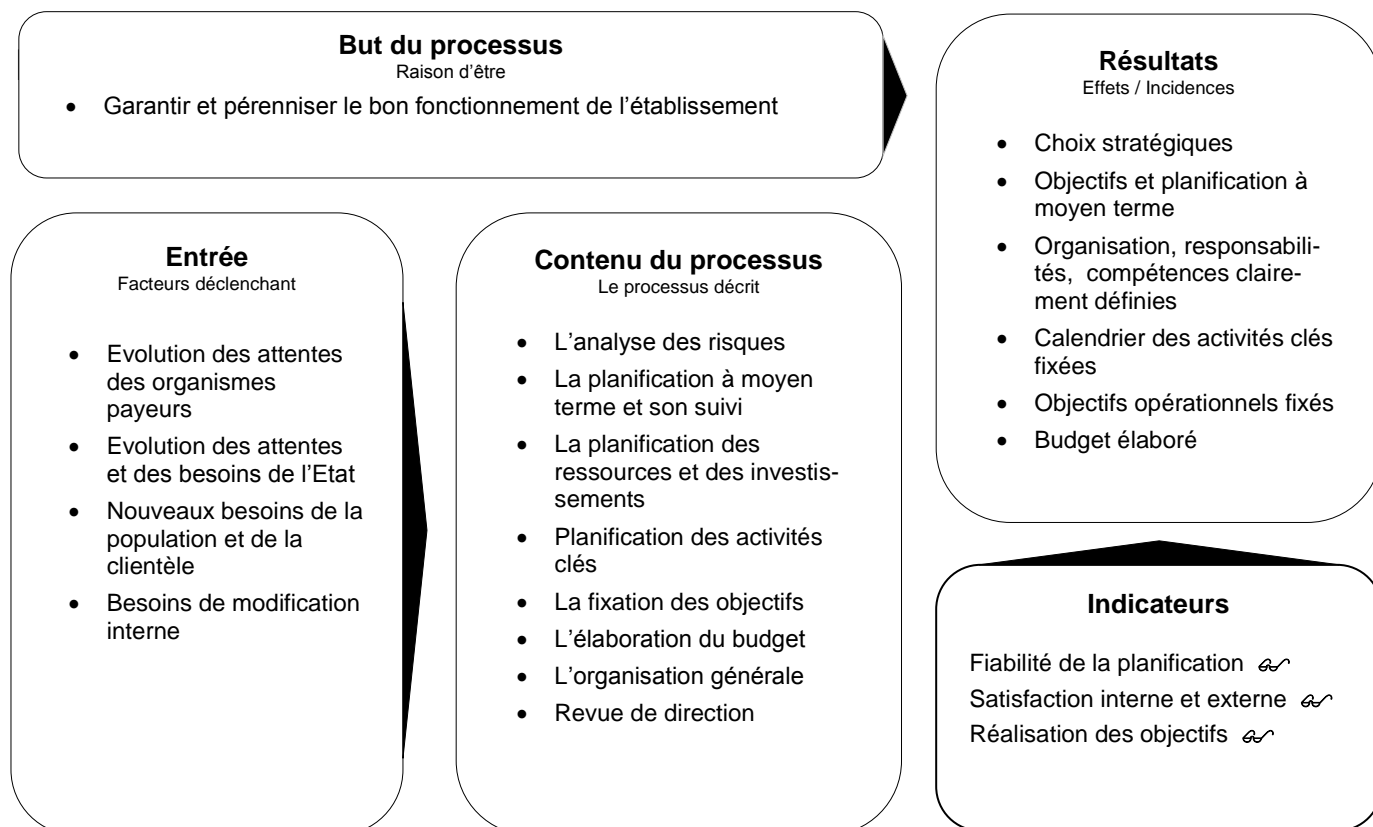 But du processus
Raison d’être
• Garantir et pérenniser le bon fonctionnement de l’établissement
Résultats
Effets / Incidences
• Choix stratégiques
• Objectifs et planification à
moyen terme
• Organisation, responsabili-
tés, compétences claire-
ment définies
• Calendrier des activités clés
fixées
• Objectifs opérationnels fixés
• Budget élaboré
Entrée
Facteurs déclenchant
• Evolution des attentes
des organismes
payeurs
• Evolution des attentes
et des besoins de l’Etat
• Nouveaux besoins de la
population et de la
clientèle
• Besoins de modification
interne
Contenu du processus
Le processus décrit
• L’analyse des risques
• La planification à moyen
terme et son suivi
• La planification des
ressources et des investis-
sements
• Planification des activités
clés
• La fixation des objectifs
• L’élaboration du budget
• L’organisation générale
• Revue de direction
Indicateurs
Fiabilité de la planification
Satisfaction interne et externe
Réalisation des objectifs